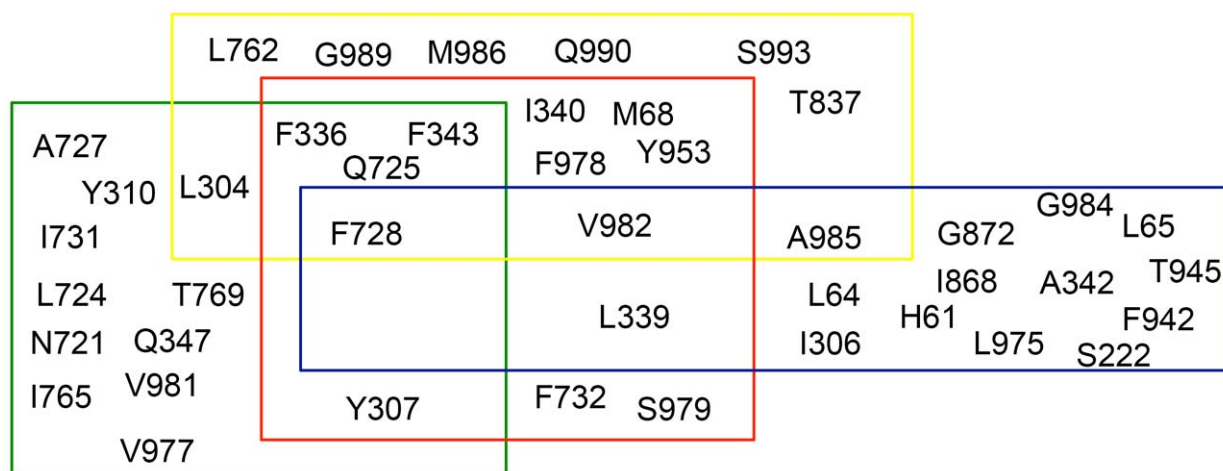 L762 G989 M986 Q990 S993
T837
I340 M68
A727 F336 F343
Q725 F978 Y953
Y310 L304
G984
I731 F728 V982 A985 G872 L65
T945
L724 T769 L64 I868 A342
N721 Q347 L339 I306 H61 L975 F942
S222
I765 V981
Y307 F732 S979
V977